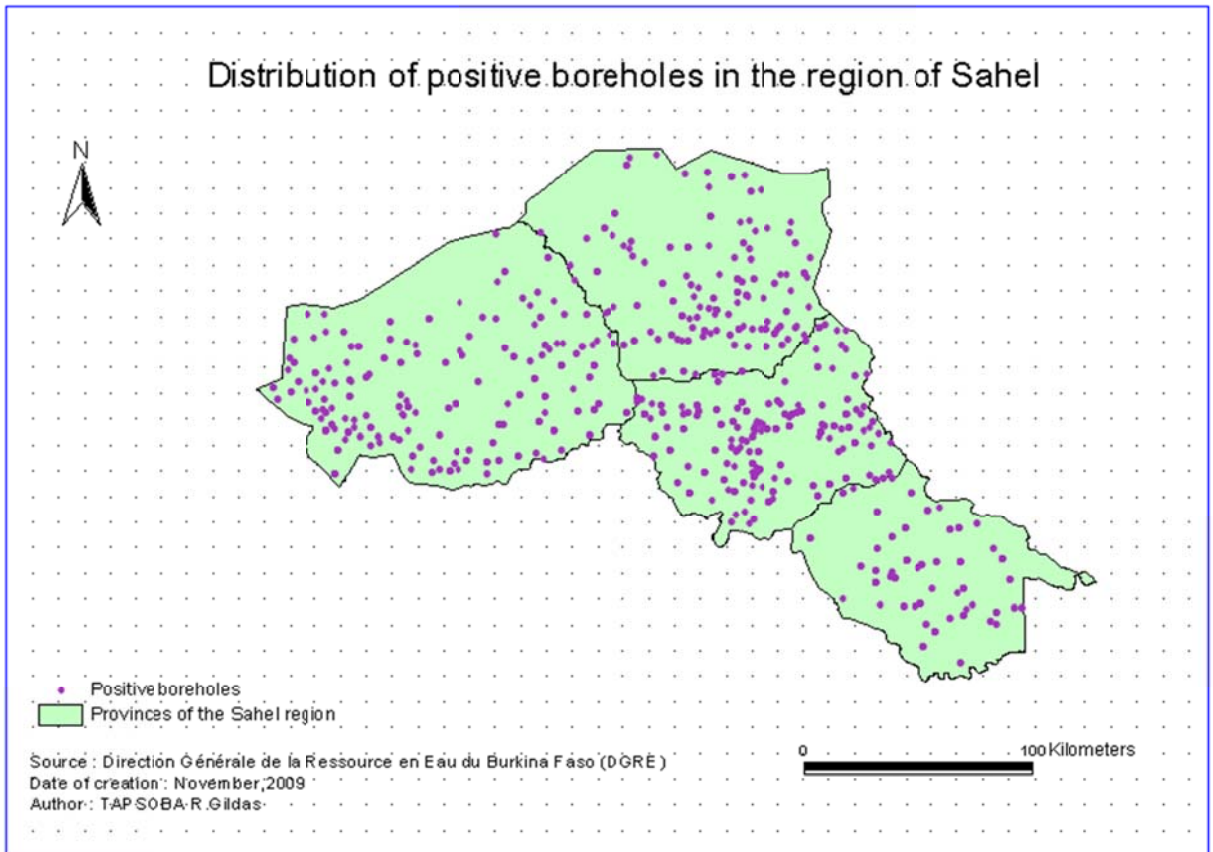 Distribution of positive boreholes in the region of Sahel
N
Positive boreholes
Provinces of the Sahel region
0 100 Kilometers
Source : Direction Générale de la Ressource en Eau du Burkina Faso (DGRE)
Date of creation : November, 2009
Author : TAPSOBA R. Gildas